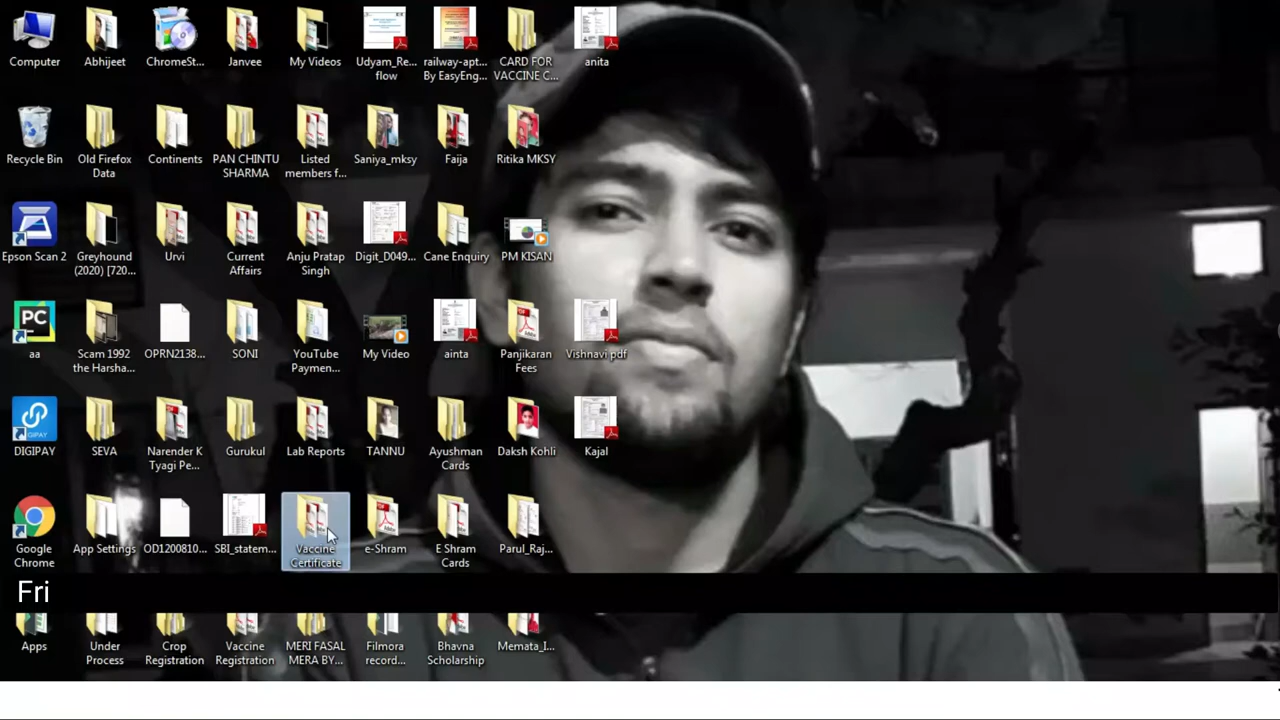 Computer
Abhijeet
ChromeSt...
Janvee
My Videos
Udyam_Re...
flow
railway-apt...
By EasyEng...
CARD FOR
VACCINE C...
anita
Recycle Bin
Old Firefox
Data
Continents
PAN CHINTU
SHARMA
Listed
members f...
Saniya_mksy
Faija
Ritika MKSY
Epson Scan 2
Greyhound
(2020) [720...
Urvi
Current
Affairs
Anju Pratap
Singh
Digit_D049...
Cane Enquiry
PM KISAN
PC
aa
Scam 1992
the Harsha...
OPRN2138...
SONI
YouTube
Paymen...
My Video
ainta
Panjikaran
Fees
Vishnavi pdf
DIGIPAY
SEVA
Narender K
Tyagi Pe...
Gurukul
Lab Reports
TANNU
Ayushman
Cards
Daksh Kohli
Kajal
Google
Chrome
App Settings
OD1200810...
SBI_statem...
Vaccine
Certificate
e-Shram
E Shram
Cards
Parul_Raj...
Fri
Apps
Under
Process
Crop
Registration
Vaccine
Registration
MERI FASAL
MERA BY...
Filmora
record...
Bhavna
Scholarship
Memata_I...